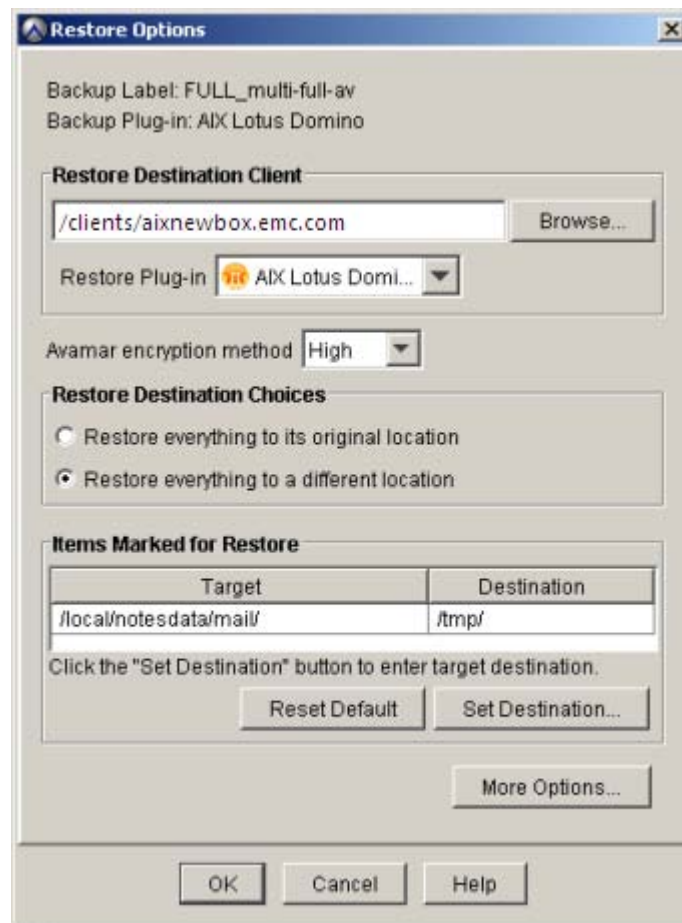 Restore Options
Backup Label: FULL_multi-full-av
Backup Plug-in: AIX Lotus Domino
Restore Destination Client
/clients/aixnewbox.emc.com Browse...
Restore Plug-in AIX Lotus Domi...
Avamar encryption method High
Restore Destination Choices
Restore everything to its original location
Restore everything to a different location
Items Marked for Restore
Target Destination
/local/notesdata/mail/ /tmp/
Click the "Set Destination" button to enter target destination.
Reset Default Set Destination...
More Options...
OK Cancel Help